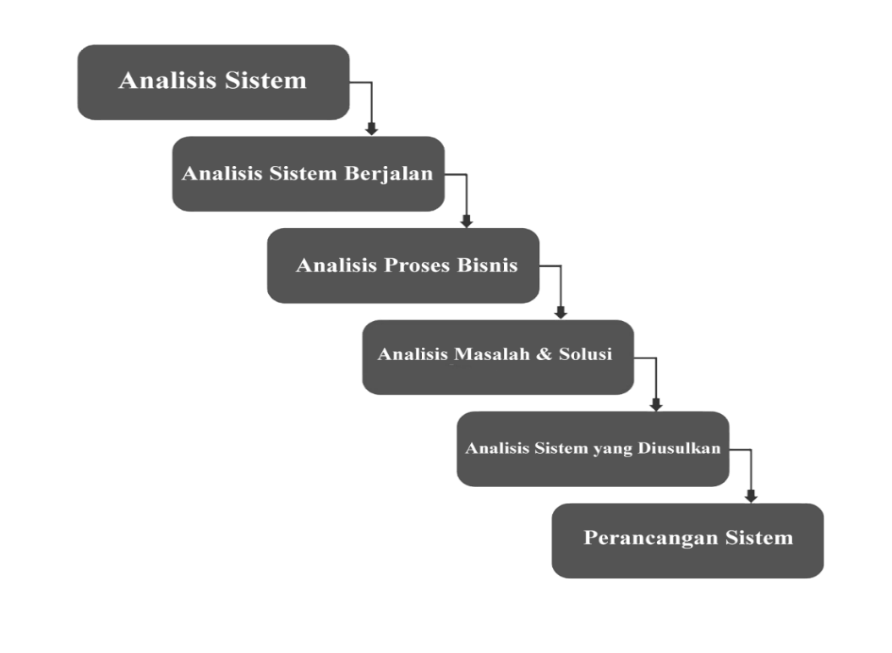 Analisis Sistem
Analisis Sistem Berjalan
Analisis Proses Bisnis
Analisis Masalah & Solusi
Analisis Sistem yang Diusulkan
Perancangan Sistem